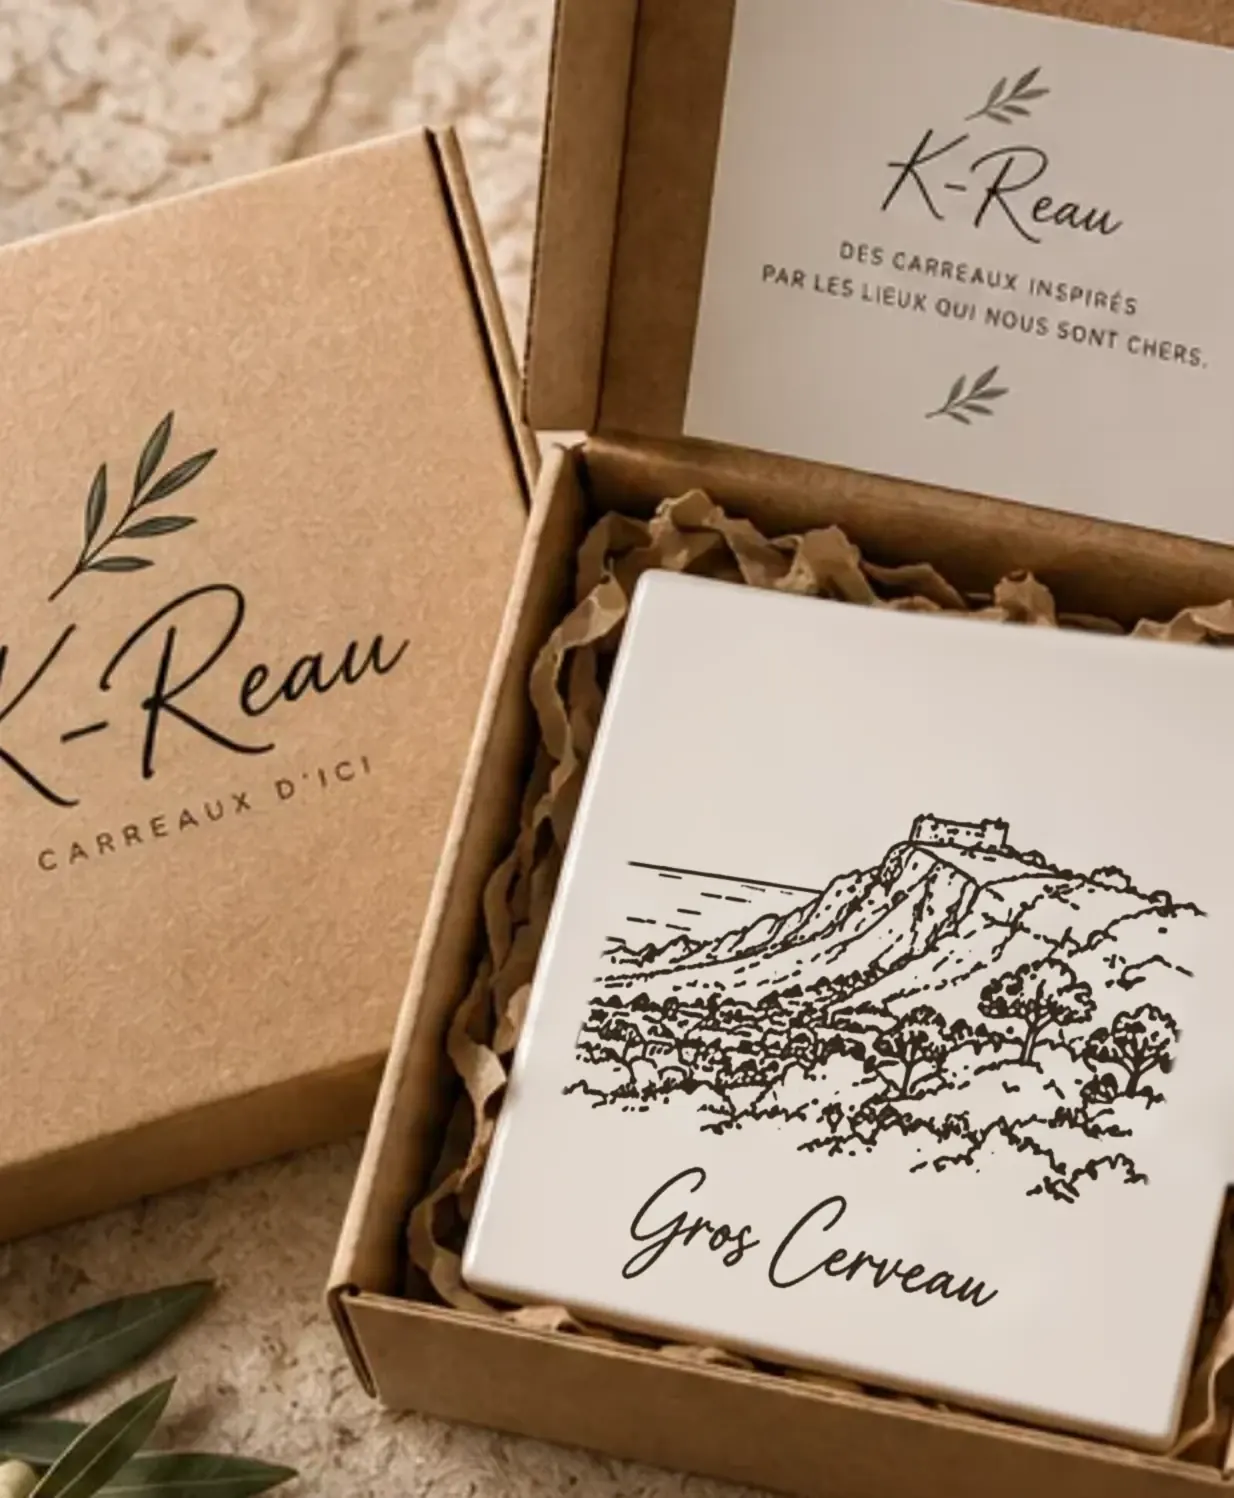 K-Reau
DES CARREAUX INSPIRÉS
PAR LES LIEUX QUI NOUS SONT CHERS.
K-Reau
CARREAUX D'ICI
Gros Cerveau